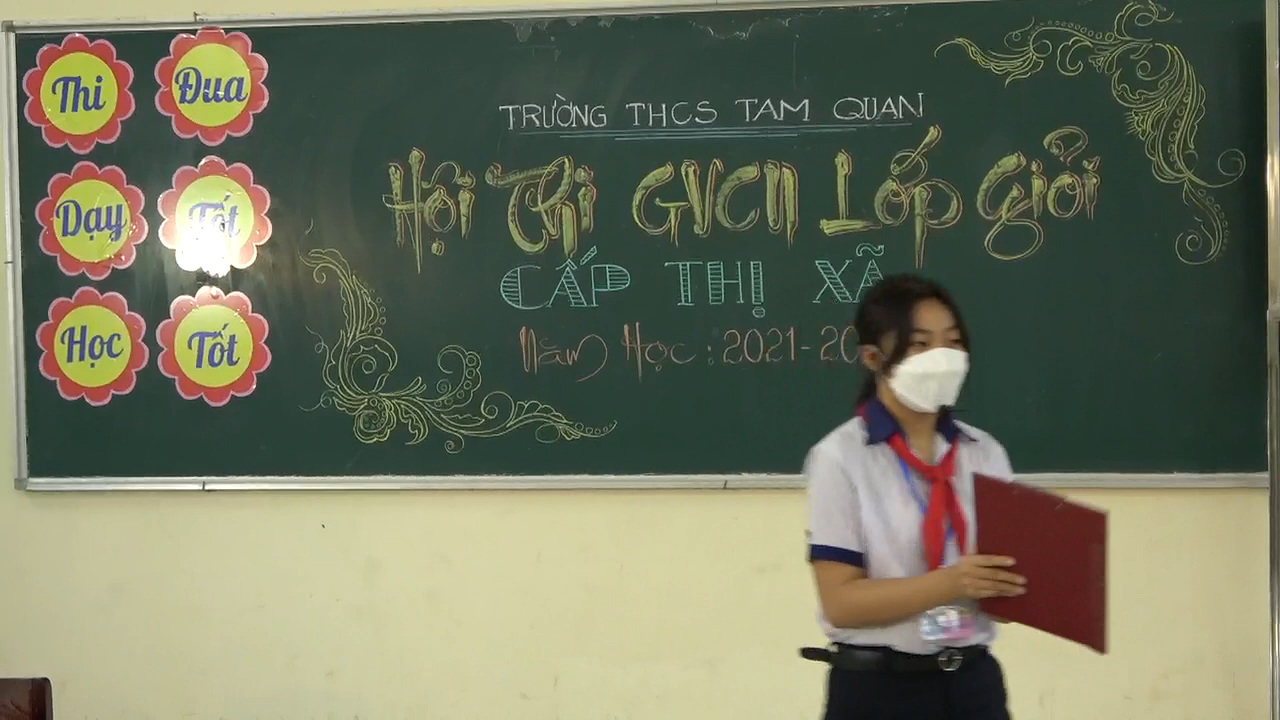 Thi Đua
Dạy Tốt
Học Tốt
TRƯỜNG THCS TAM QUAN
Hội Thi GVCN Lớp Giỏi
CẤP THỊ XÃ
Năm Học : 2021-20